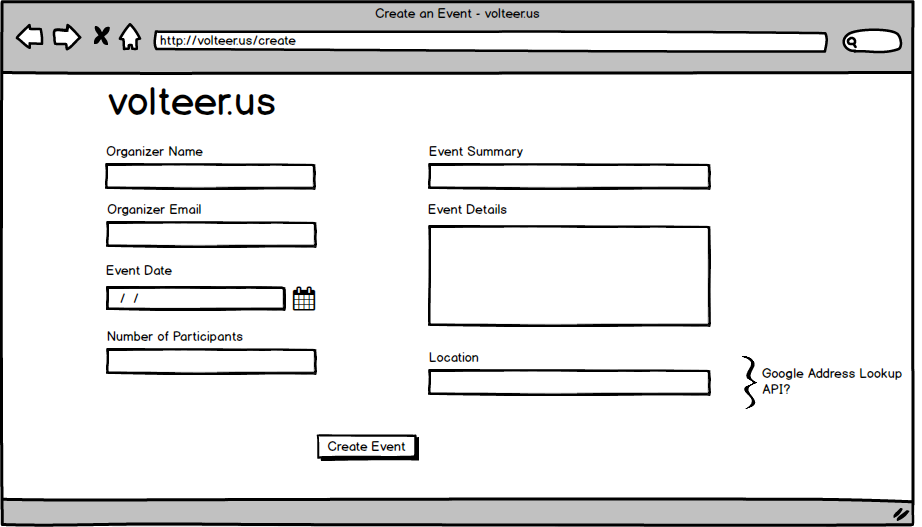 Create an Event - volteer.us
http://volteer.us/create
volteer.us
Organizer Name
Organizer Email
Event Date
/ /
Number of Participants
Event Summary
Event Details
Location
Google Address Lookup
API?
Create Event